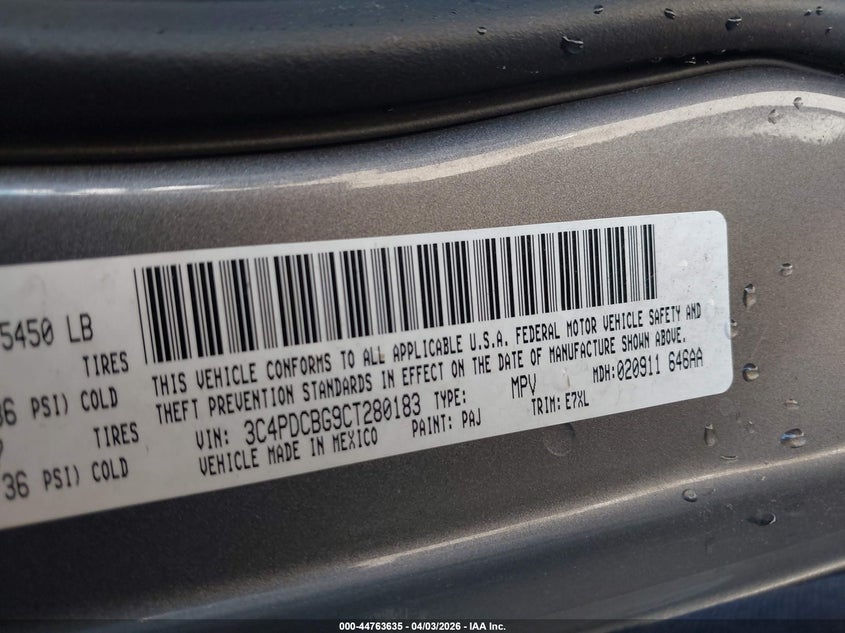 5450 LB
TIRES
36 PSI) COLD
TIRES
36 PSI) COLD
THIS VEHICLE CONFORMS TO ALL APPLICABLE U.S.A. FEDERAL MOTOR VEHICLE SAFETY AND
THEFT PREVENTION STANDARDS IN EFFECT ON THE DATE OF MANUFACTURE SHOWN ABOVE.
VIN: 3C4PDCBG9CT280183 TYPE: MPV MDH:020911 646AA
VEHICLE MADE IN MEXICO PAINT: PAJ TRIM: E7XL
000-44763635 - 04/03/2026 - IAA Inc.